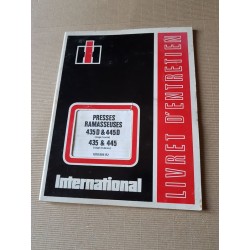 PRESSES
RAMASSEUSES
435D & 445D
435 & 445
International
LIVRET D'ENTRETIEN